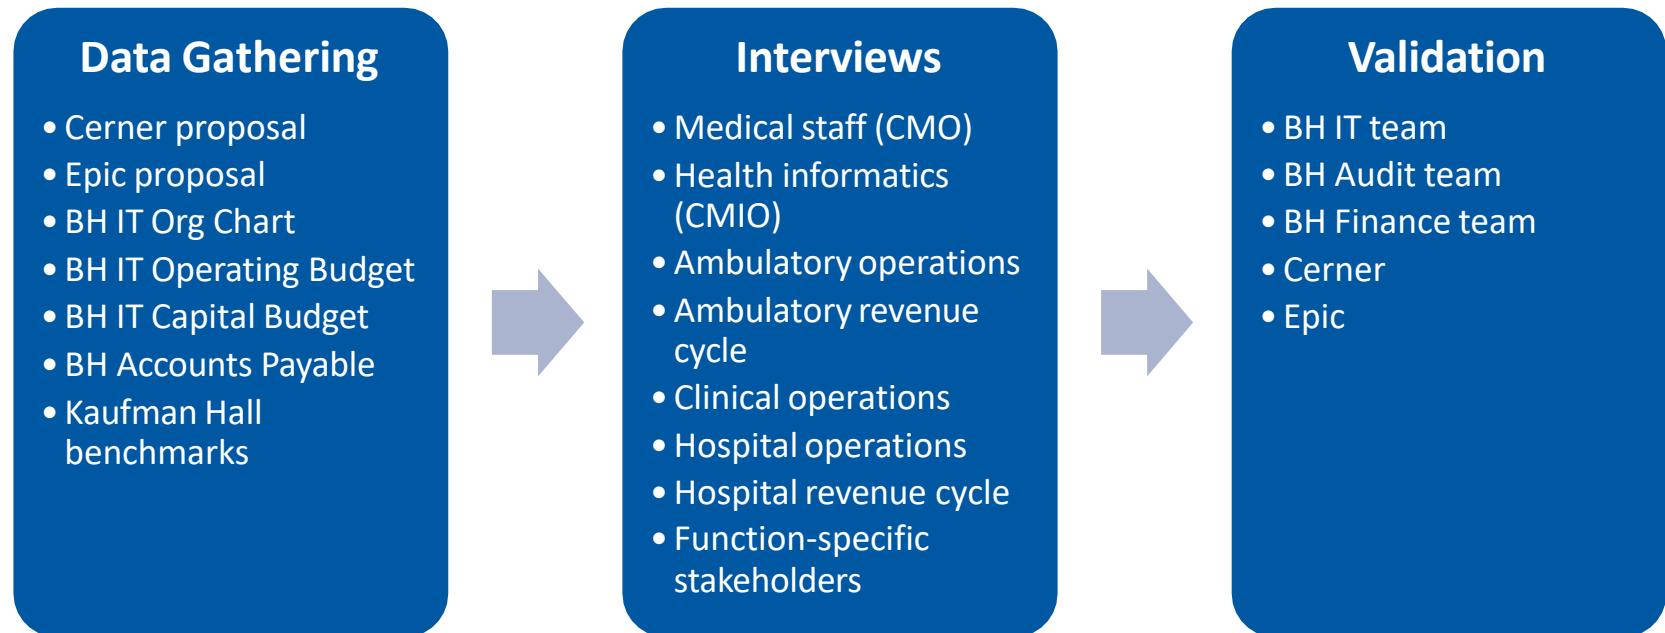 Data Gathering
• Cerner proposal
• Epic proposal
• BH IT Org Chart
• BH IT Operating Budget
• BH IT Capital Budget
• BH Accounts Payable
• Kaufman Hall
benchmarks
Interviews
• Medical staff (CMO)
• Health informatics
(CMIO)
• Ambulatory operations
• Ambulatory revenue
cycle
• Clinical operations
• Hospital operations
• Hospital revenue cycle
• Function-specific
stakeholders
Validation
• BH IT team
• BH Audit team
• BH Finance team
• Cerner
• Epic